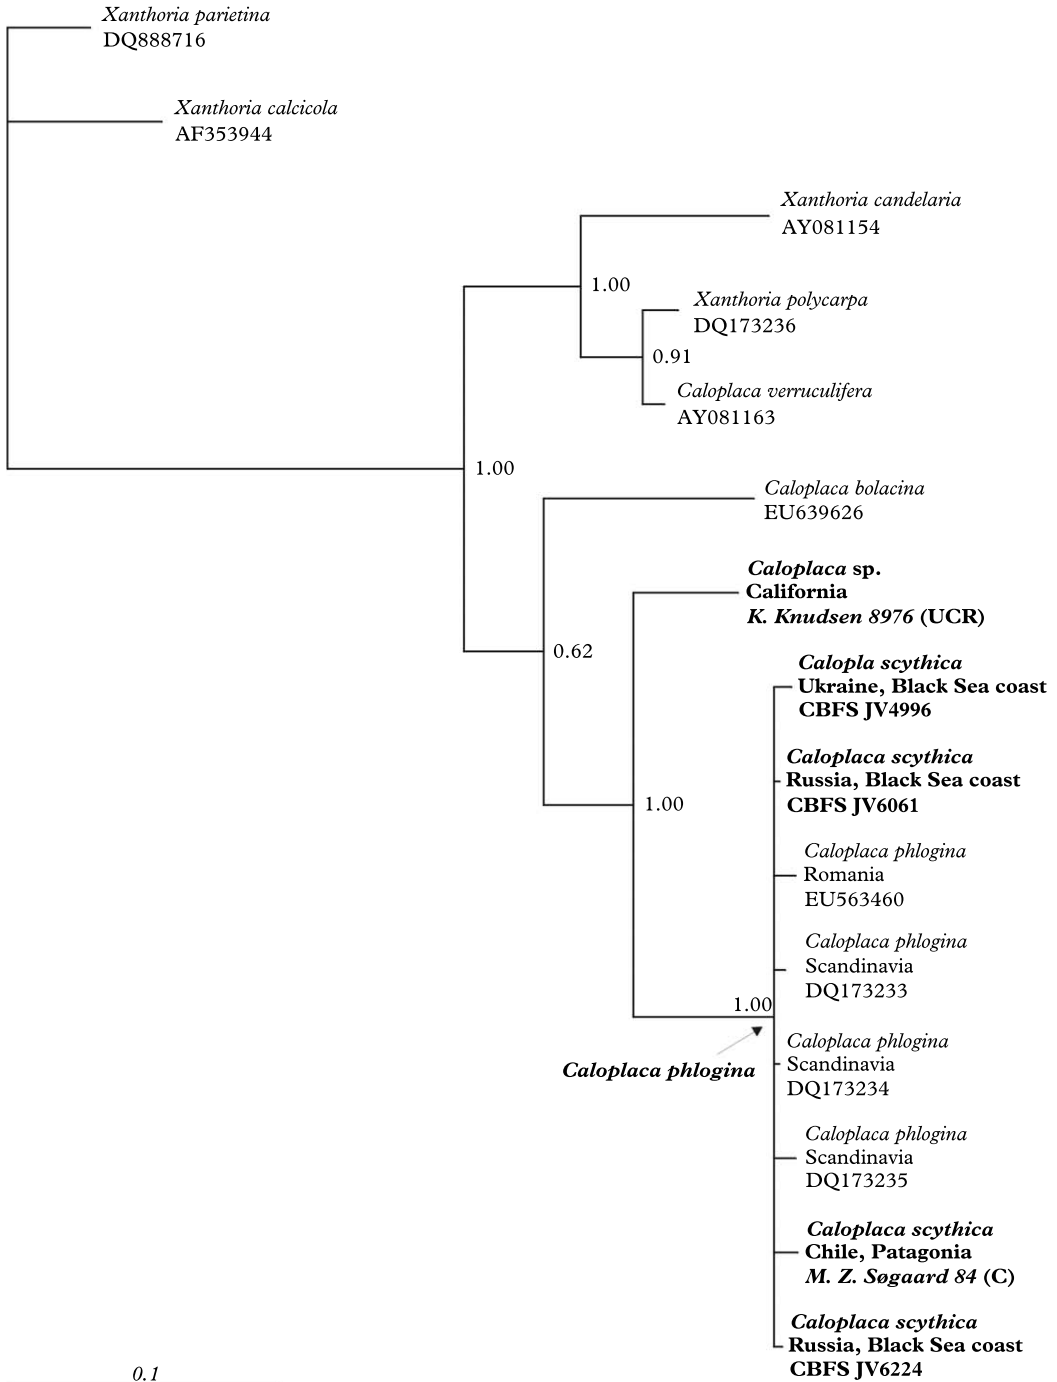 Xanthoria parietina
DQ888716
Xanthoria calcicola
AF353944
Xanthoria candelaria
AY081154
1.00
Xanthoria polycarpa
DQ173236
0.91
Caloplaca verruculifera
AY081163
1.00
Caloplaca bolacina
EU639626
Caloplaca sp.
California
K. Knudsen 8976 (UCR)
0.62
Calopla scythica
Ukraine, Black Sea coast
CBFS JV4996
Caloplaca scythica
Russia, Black Sea coast
CBFS JV6061
1.00
Caloplaca phlogina
Romania
EU563460
Caloplaca phlogina
Scandinavia
DQ173233
1.00
Caloplaca phlogina
Caloplaca phlogina
Scandinavia
DQ173234
Caloplaca phlogina
Scandinavia
DQ173235
Caloplaca scythica
Chile, Patagonia
M. Z. Søgaard 84 (C)
Caloplaca scythica
Russia, Black Sea coast
CBFS JV6224
0.1